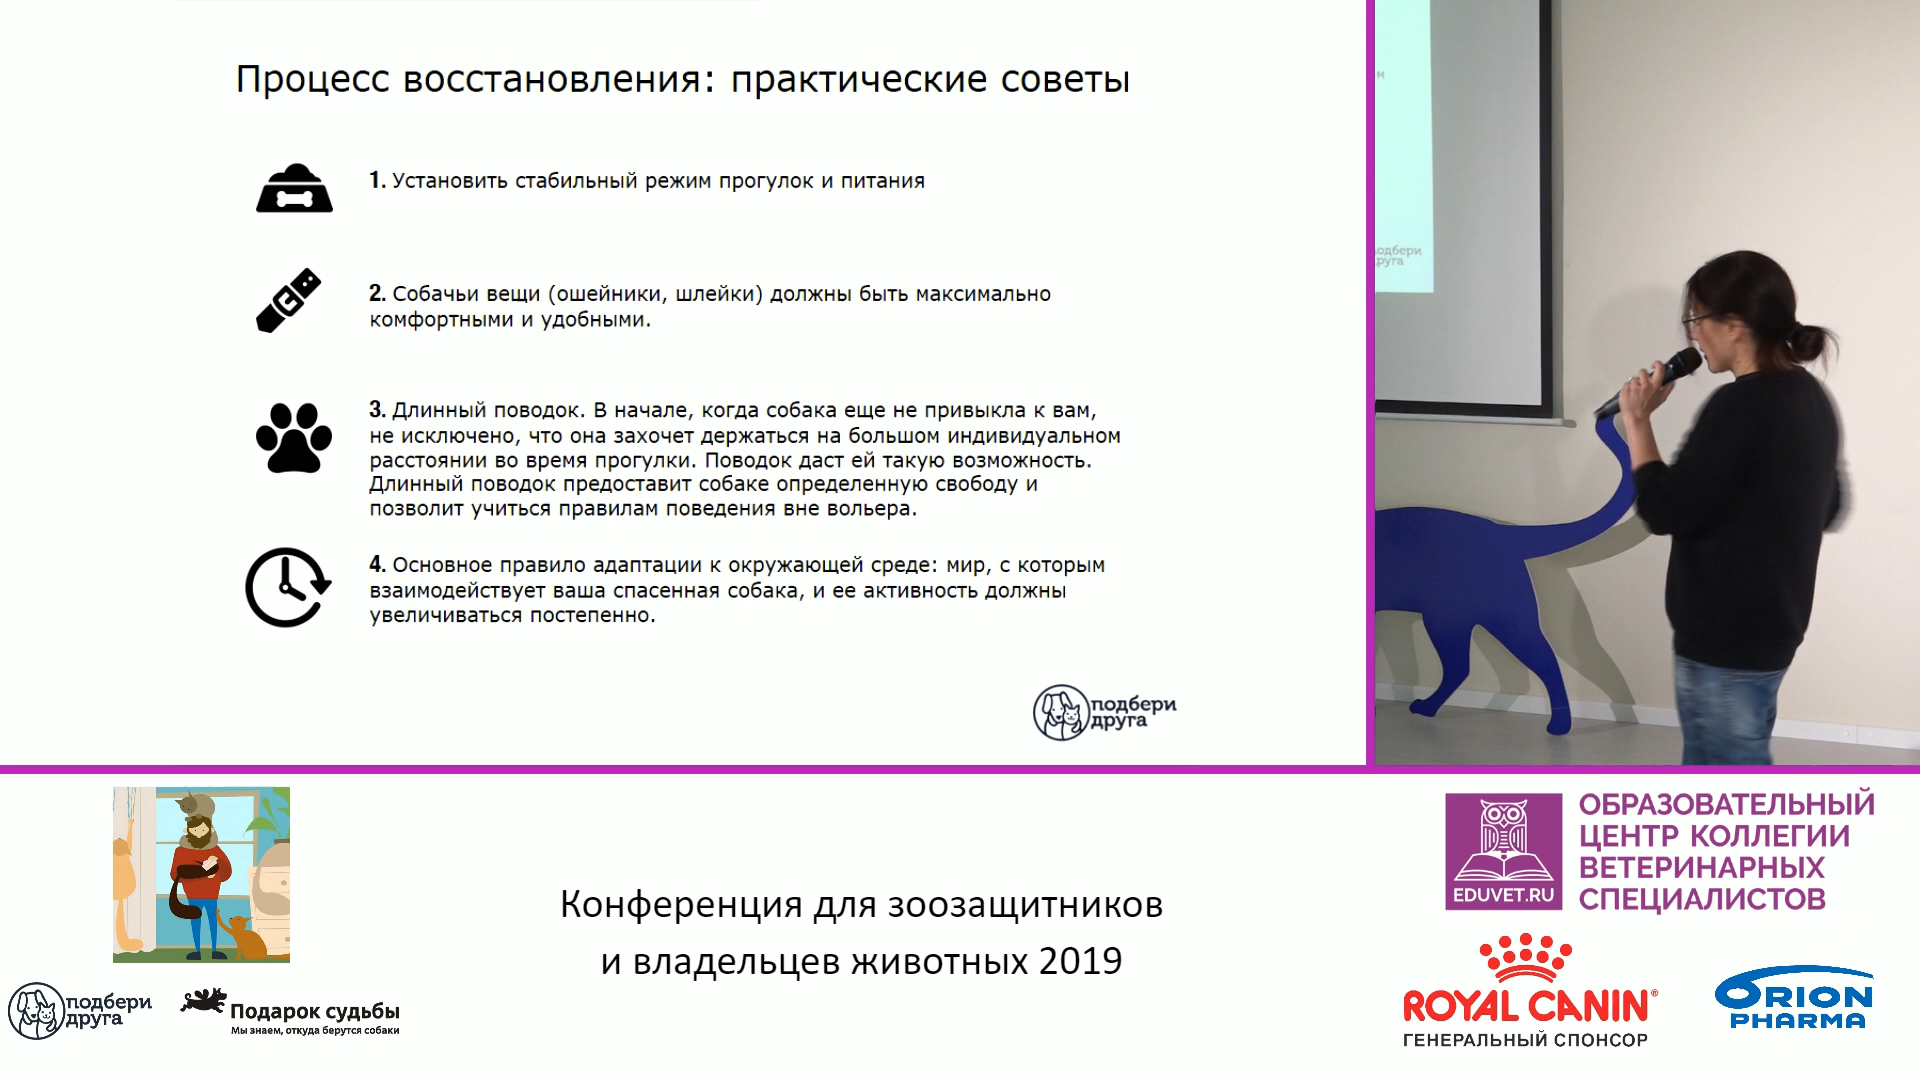 Процесс восстановления: практические советы
1. Установить стабильный режим прогулок и питания
2. Собачьи вещи (ошейники, шлейки) должны быть максимально
комфортными и удобными.
3. Длинный поводок. В начале, когда собака еще не привыкла к вам,
не исключено, что она захочет держаться на большом индивидуальном
расстоянии во время прогулки. Поводок даст ей такую возможность.
Длинный поводок предоставит собаке определенную свободу и
позволит учиться правилам поведения вне вольера.
4. Основное правило адаптации к окружающей среде: мир, с которым
взаимодействует ваша спасенная собака, и ее активность должны
увеличиваться постепенно.
подбери
друга
м
одбери
друга
Конференция для зоозащитников
и владельцев животных 2019
подбери
друга
Подарок судьбы
Мы знаем, откуда берутся собаки
EDUVET.RU
ОБРАЗОВАТЕЛЬНЫЙ
ЦЕНТР КОЛЛЕГИИ
ВЕТЕРИНАРНЫХ
СПЕЦИАЛИСТОВ
ROYAL CANIN®
ГЕНЕРАЛЬНЫЙ СПОНСОР
ORION
PHARMA